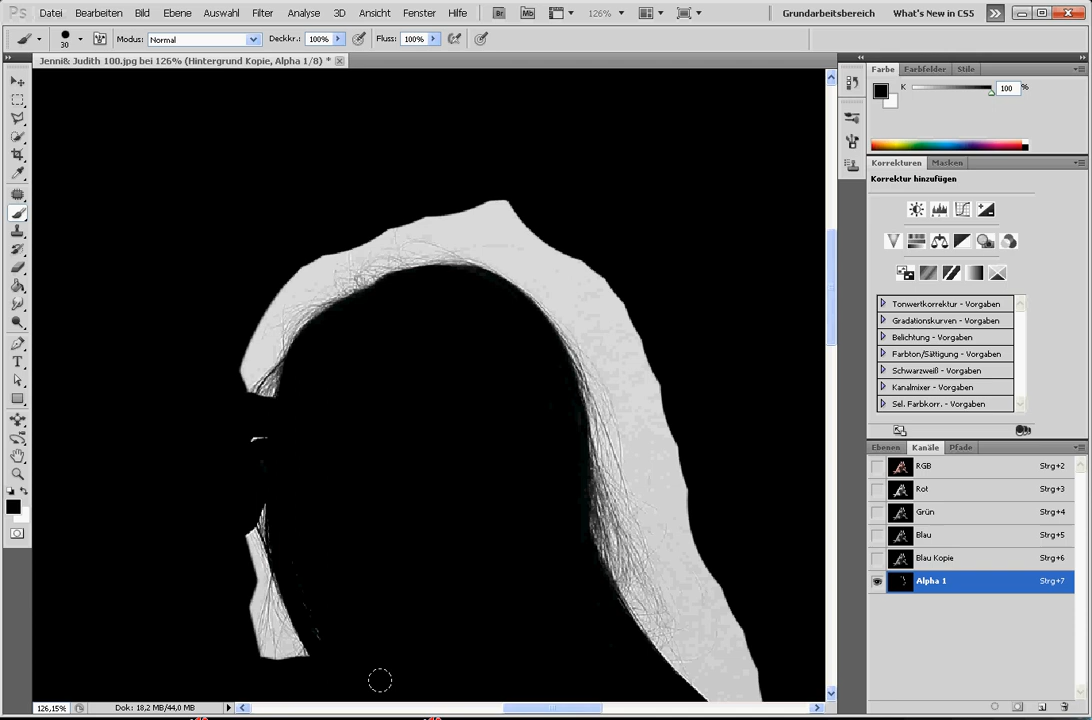 Ps Datei Bearbeiten Bild Ebene Auswahl Filter Analyse 3D Ansicht Fenster Hilfe Br Mb 126% Grundarbeitsbereich What's New in CS5
30 Modus: Normal Deckkr.: 100% Fluss: 100%
Jenni& Judith 100.jpg bei 126% (Hintergrund Kopie, Alpha 1/8) *
Farbe Farbfelder Stile
K 100 %
Korrekturen Masken
Korrektur hinzufügen
Tonwertkorrektur - Vorgaben
Gradationskurven - Vorgaben
Belichtung - Vorgaben
Farbton/Sättigung - Vorgaben
Schwarzweiß - Vorgaben
Kanalmixer - Vorgaben
Sel. Farbkorr. - Vorgaben
Ebenen Kanäle Pfade
RGB Strg+2
Rot Strg+3
Grün Strg+4
Blau Strg+5
Blau Kopie Strg+6
Alpha 1 Strg+7
126,15% Dok: 18,2 MB/44,0 MB